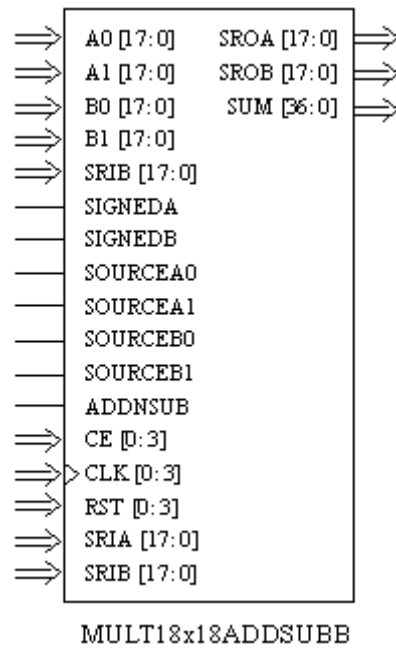 A0 [17:0] SROA [17:0]
A1 [17:0] SROB [17:0]
B0 [17:0] SUM [36:0]
B1 [17:0]
SRIB [17:0]
SIGNEDA
SIGNEDB
SOURCEA0
SOURCEA1
SOURCEB0
SOURCEB1
ADDNSUB
CE [0:3]
CLK [0:3]
RST [0:3]
SRIA [17:0]
SRIB [17:0]
MULT18x18ADDSUBB